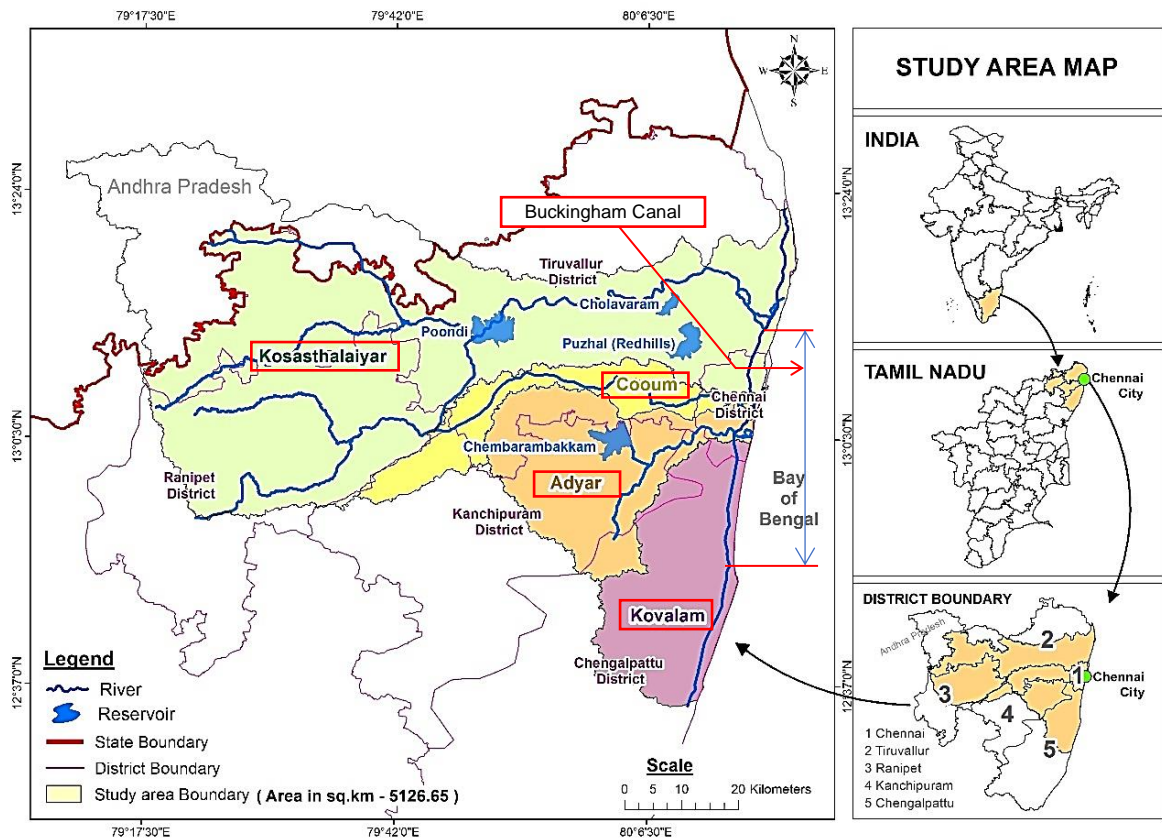 79°17'30"E
79°42'0"E
80°6'30"E
N
W
E
S
13°24'0"N
13°24'0"N
Andhra Pradesh
Buckingham Canal
Tiruvallur
District
Cholavaram
Poondi
Puzhal (Redhills)
Kosasthalaiyar
Cooum
Chennai
District
13°0'30"N
13°0'30"N
Chembarambakkam
Ranipet
District
Adyar
Bay
of
Bengal
Kanchipuram
District
Kovalam
Chengalpattu
District
12°37'0"N
12°37'0"N
Legend
River
Reservoir
State Boundary
District Boundary
Study area Boundary ( Area in sq.km - 5126.65 )
Scale
0 5 10 20 Kilometers
79°17'30"E
79°42'0"E
80°6'30"E
STUDY AREA MAP
INDIA
TAMIL NADU
Chennai
City
DISTRICT BOUNDARY
Andhra Pradesh
2
1
Chennai
City
3
4
5
1 Chennai
2 Tiruvallur
3 Ranipet
4 Kanchipuram
5 Chengalpattu